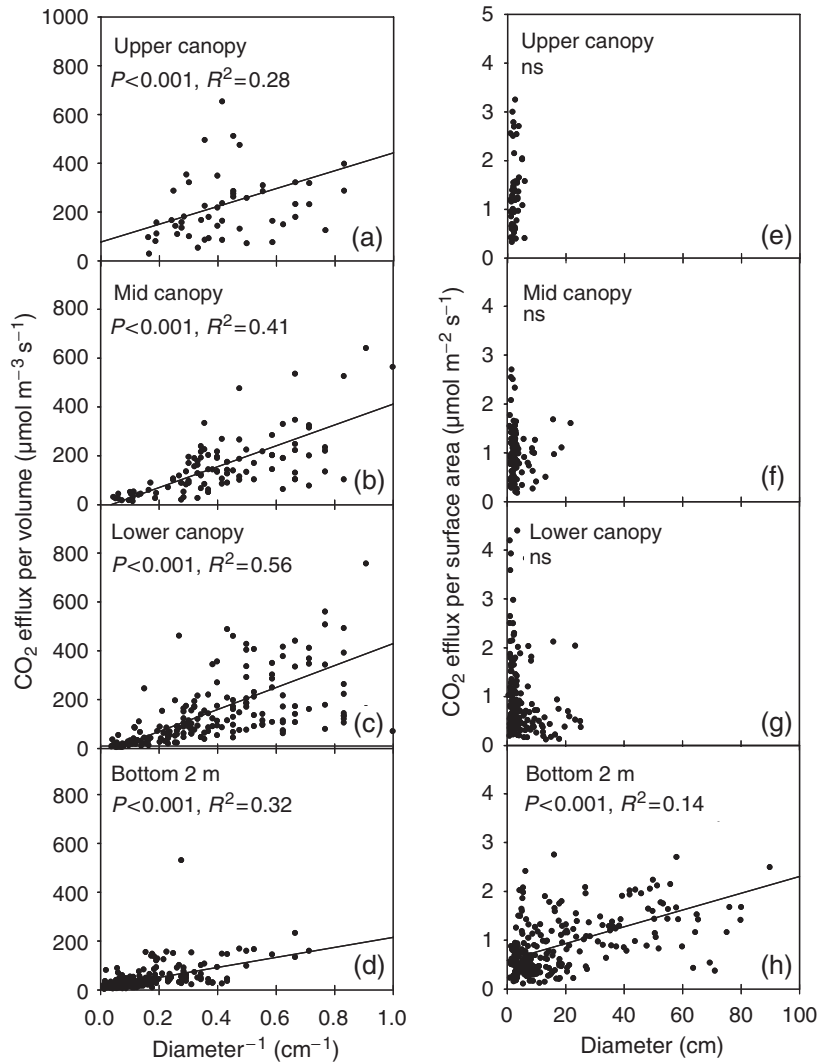 CO₂ efflux per volume (μmol m⁻³ s⁻¹)
1000
800
600
400
200
0
Upper canopy
P<0.001, R²=0.28
(a)
800
600
400
200
0
Mid canopy
P<0.001, R²=0.41
(b)
800
600
400
200
0
Lower canopy
P<0.001, R²=0.56
(c)
800
600
400
200
0
Bottom 2 m
P<0.001, R²=0.32
(d)
0.0 0.2 0.4 0.6 0.8 1.0
Diameter⁻¹ (cm⁻¹)
CO₂ efflux per surface area (μmol m⁻² s⁻¹)
5
4
3
2
1
0
Upper canopy
ns
(e)
4
3
2
1
0
Mid canopy
ns
(f)
4
3
2
1
0
Lower canopy
ns
(g)
4
3
2
1
0
Bottom 2 m
P<0.001, R²=0.14
(h)
0 20 40 60 80 100
Diameter (cm)